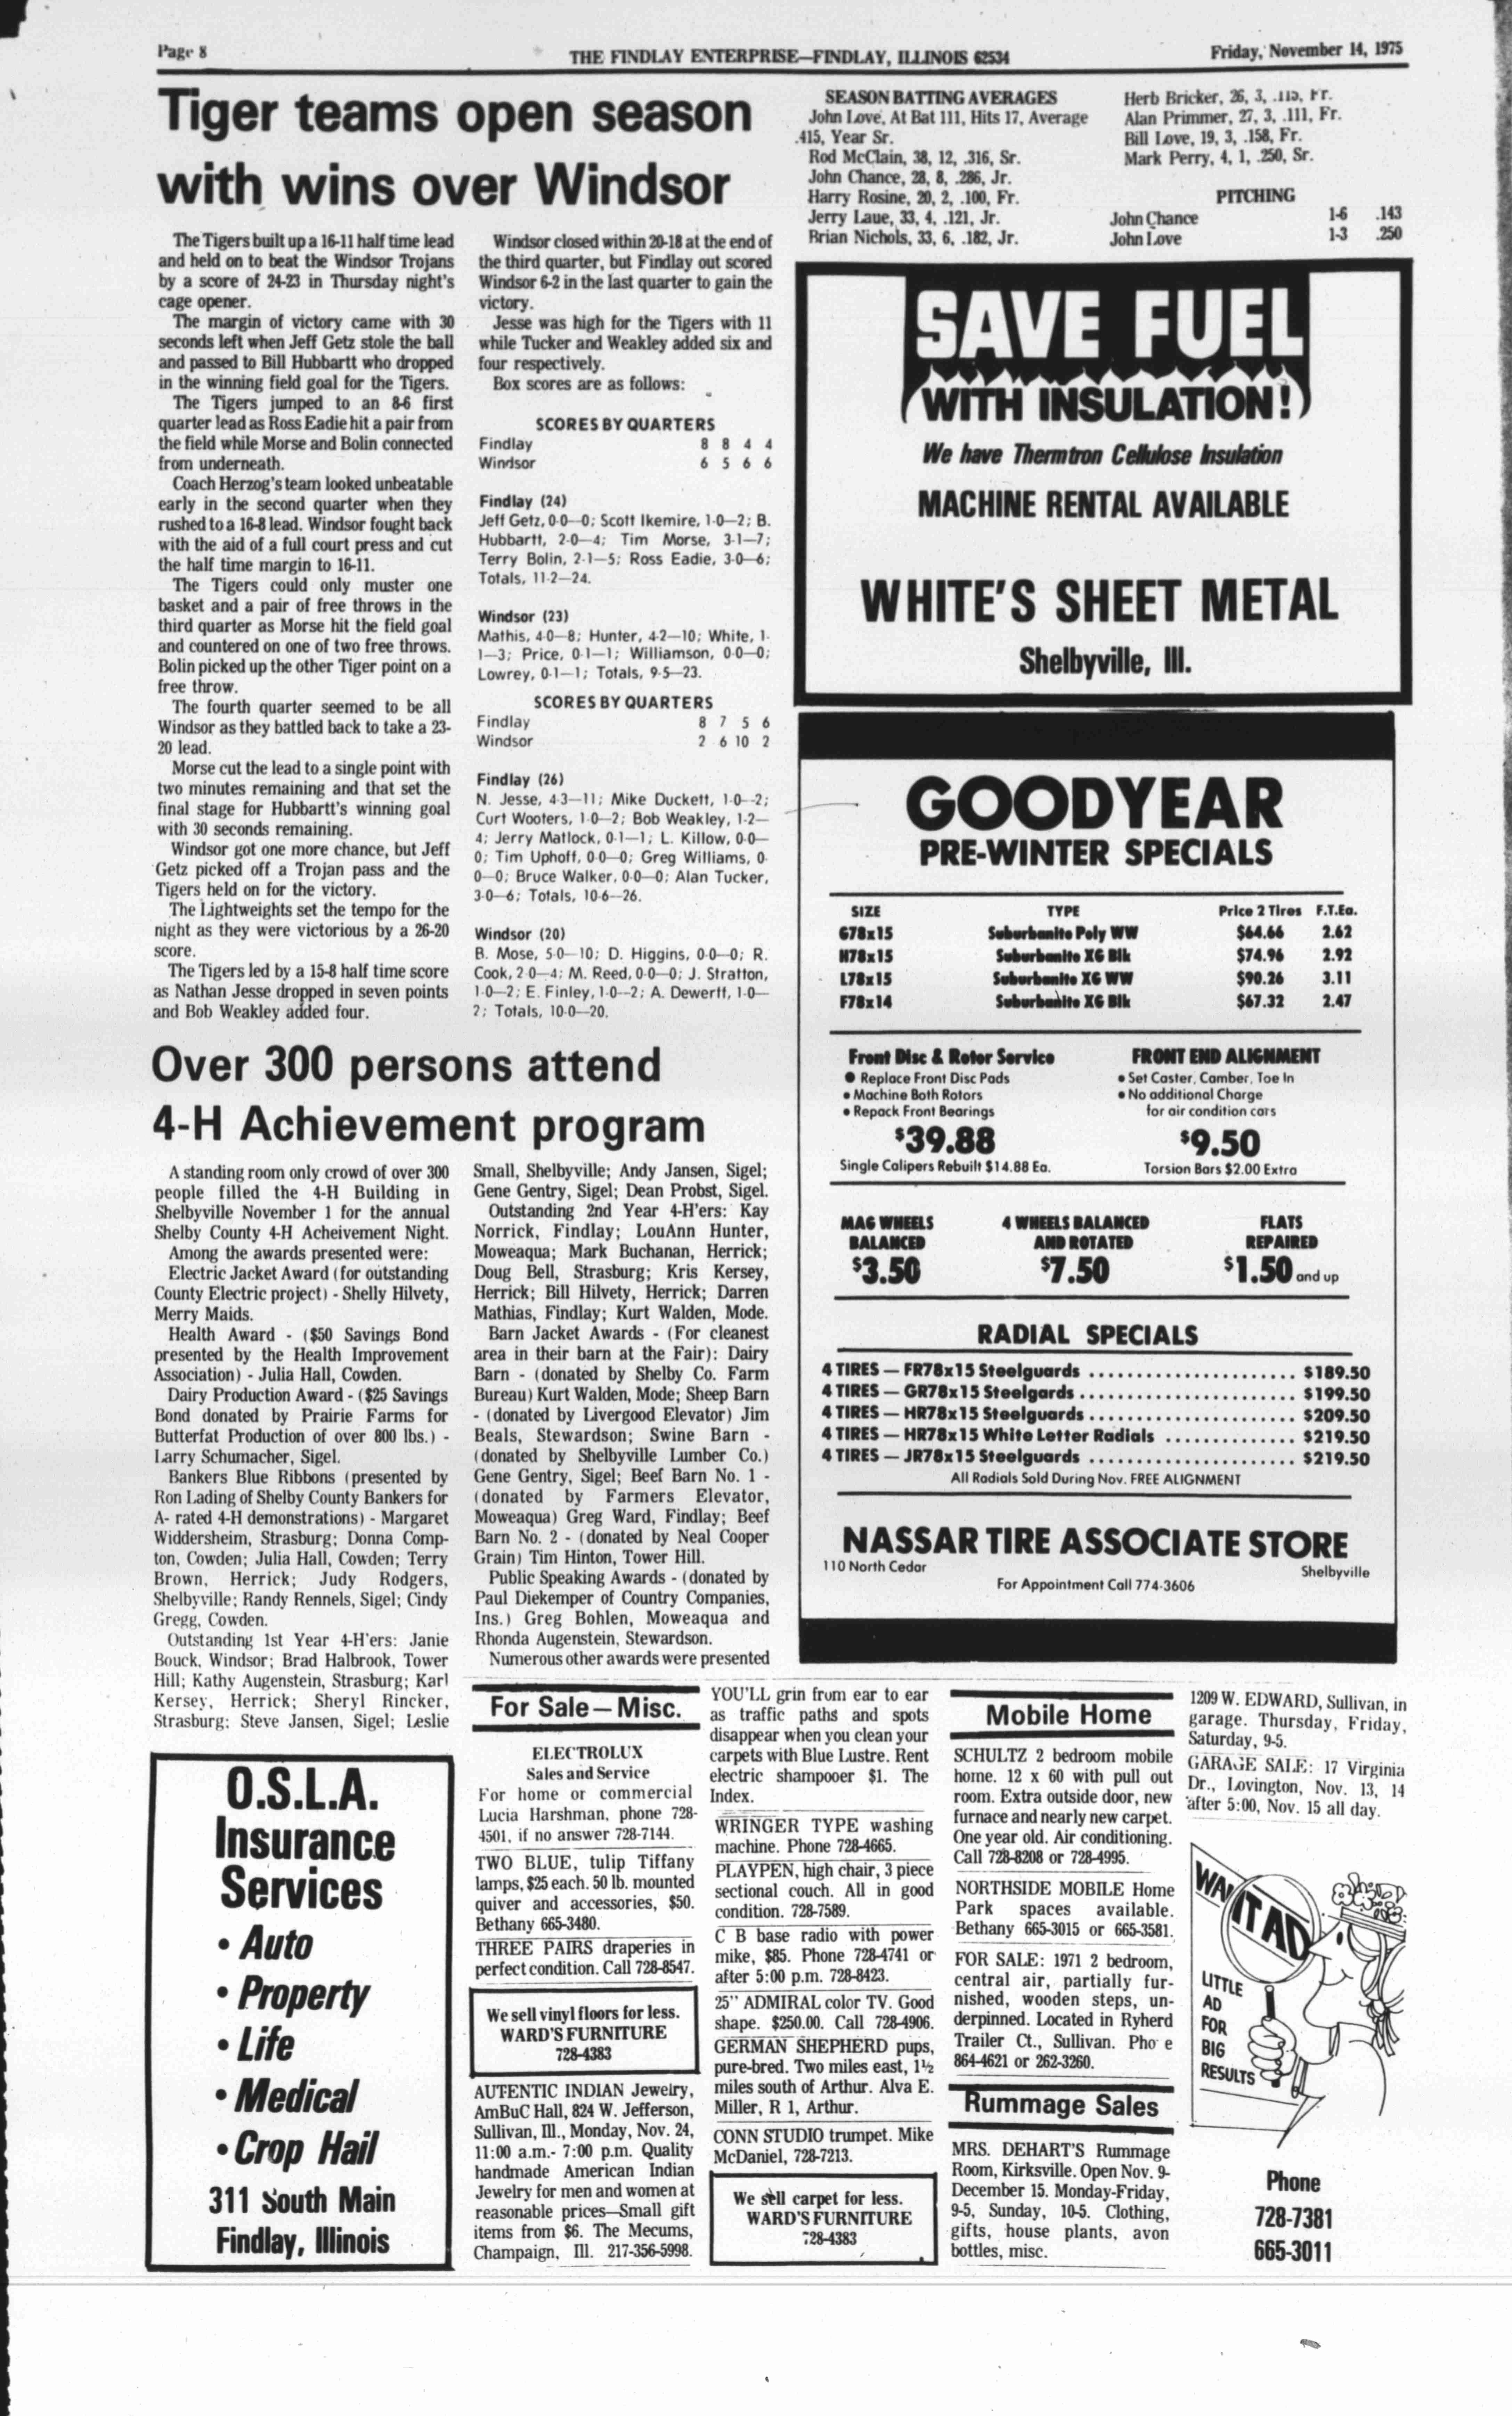 Page 8
THE FINDLAY ENTERPRISE—FINDLAY, ILLINOIS 62534
Friday, November 14, 1975
Tiger teams open season
with wins over Windsor
The Tigers built up a 16-11 half time lead
and held on to beat the Windsor Trojans
by a score of 24-23 in Thursday night's
cage opener.
The margin of victory came with 30
seconds left when Jeff Getz stole the ball
and passed to Bill Hubbartt who dropped
in the winning field goal for the Tigers.
The Tigers jumped to an 8-6 first
quarter lead as Ross Eadie hit a pair from
the field while Morse and Bolin connected
from underneath.
Coach Herzog's team looked unbeatable
early in the second quarter when they
rushed to a 16-8 lead. Windsor fought back
with the aid of a full court press and cut
the half time margin to 16-11.
The Tigers could only muster one
basket and a pair of free throws in the
third quarter as Morse hit the field goal
and countered on one of two free throws.
Bolin picked up the other Tiger point on a
free throw.
The fourth quarter seemed to be all
Windsor as they battled back to take a 23-
20 lead.
Morse cut the lead to a single point with
two minutes remaining and that set the
final stage for Hubbartt's winning goal
with 30 seconds remaining.
Windsor got one more chance, but Jeff
Getz picked off a Trojan pass and the
Tigers held on for the victory.
The Lightweights set the tempo for the
night as they were victorious by a 26-20
score.
The Tigers led by a 15-8 half time score
as Nathan Jesse dropped in seven points
and Bob Weakley added four.
Windsor closed within 20-18 at the end of
the third quarter, but Findlay out scored
Windsor 6-2 in the last quarter to gain the
victory.
Jesse was high for the Tigers with 11
while Tucker and Weakley added six and
four respectively.
Box scores are as follows:
SCORES BY QUARTERS
Findlay 8 8 4 4
Windsor 6 5 6 6
Findlay (24)
Jeff Getz, 0-0—0; Scott Ikemire, 1-0—2; B.
Hubbartt, 2-0—4; Tim Morse, 3-1—7;
Terry Bolin, 2-1—5; Ross Eadie, 3-0—6;
Totals, 11-2—24.
Windsor (23)
Mathis, 4-0—8; Hunter, 4-2—10; White, 1-
1—3; Price, 0-1—1; Williamson, 0-0—0;
Lowrey, 0-1—1; Totals, 9-5—23.
SCORES BY QUARTERS
Findlay 8 7 5 6
Windsor 2 6 10 2
Findlay (26)
N. Jesse, 4-3—11; Mike Duckett, 1-0—2;
Curt Wooters, 1-0—2; Bob Weakley, 1-2—
4; Jerry Matlock, 0-1—1; L. Killow, 0-0—
0; Tim Uphoff, 0-0—0; Greg Williams, 0-
0—0; Bruce Walker, 0-0—0; Alan Tucker,
3-0—6; Totals, 10-6—26.
Windsor (20)
B. Mose, 5-0—10; D. Higgins, 0-0—0; R.
Cook, 2-0—4; M. Reed, 0-0—0; J. Stratton,
1-0—2; E. Finley, 1-0—2; A. Dewertt, 1-0—
2; Totals, 10-0—20.
SEASON BATTING AVERAGES
John Love, At Bat 111, Hits 17, Average
.415, Year Sr.
Rod McClain, 38, 12, .316, Sr.
John Chance, 28, 8, .286, Jr.
Harry Rosine, 20, 2, .100, Fr.
Jerry Laue, 33, 4, .121, Jr.
Brian Nichols, 33, 6, .182, Jr.
Herb Bricker, 26, 3, .115, Fr.
Alan Primmer, 27, 3, .111, Fr.
Bill Love, 19, 3, .158, Fr.
Mark Perry, 4, 1, .250, Sr.
PITCHING
John Chance 1-6 .143
John Love 1-3 .250
SAVE FUEL
WITH INSULATION!
We have Thermtron Cellulose Insulation
MACHINE RENTAL AVAILABLE
WHITE'S SHEET METAL
Shelbyville, Ill.
GOODYEAR
PRE-WINTER SPECIALS
SIZE TYPE Price 2 Tires F.T.Ea.
G78x15 Suburbanite Poly WW $64.66 2.62
H78x15 Suburbanite XG Blk $74.96 2.92
L78x15 Suburbanite XG WW $90.26 3.11
F78x14 Suburbanite XG Blk $67.32 2.47
Front Disc & Rotor Service
• Replace Front Disc Pads
• Machine Both Rotors
• Repack Front Bearings
$39.88
Single Calipers Rebuilt $14.88 Ea.
FRONT END ALIGNMENT
• Set Caster, Camber, Toe In
• No additional Charge
for air condition cars
$9.50
Torsion Bars $2.00 Extra
MAG WHEELS
BALANCED
$3.50
4 WHEELS BALANCED
AND ROTATED
$7.50
FLATS
REPAIRED
$1.50 and up
RADIAL SPECIALS
4 TIRES — FR78x15 Steelguards ...................... $189.50
4 TIRES — GR78x15 Steelgards ....................... $199.50
4 TIRES — HR78x15 Steelguards ...................... $209.50
4 TIRES — HR78x15 White Letter Radials .............. $219.50
4 TIRES — JR78x15 Steelguards ...................... $219.50
All Radials Sold During Nov. FREE ALIGNMENT
NASSAR TIRE ASSOCIATE STORE
110 North Cedar
Shelbyville
For Appointment Call 774-3606
Over 300 persons attend
4-H Achievement program
A standing room only crowd of over 300
people filled the 4-H Building in
Shelbyville November 1 for the annual
Shelby County 4-H Acheivement Night.
Among the awards presented were:
Electric Jacket Award (for outstanding
County Electric project) - Shelly Hilvety,
Merry Maids.
Health Award - ($50 Savings Bond
presented by the Health Improvement
Association) - Julia Hall, Cowden.
Dairy Production Award - ($25 Savings
Bond donated by Prairie Farms for
Butterfat Production of over 800 lbs.) -
Larry Schumacher, Sigel.
Bankers Blue Ribbons (presented by
Ron Lading of Shelby County Bankers for
A- rated 4-H demonstrations) - Margaret
Widdersheim, Strasburg; Donna Comp-
ton, Cowden; Julia Hall, Cowden; Terry
Brown, Herrick; Judy Rodgers,
Shelbyville; Randy Rennels, Sigel; Cindy
Gregg, Cowden.
Outstanding 1st Year 4-H'ers: Janie
Bouck, Windsor; Brad Halbrook, Tower
Hill; Kathy Augenstein, Strasburg; Karl
Kersey, Herrick; Sheryl Rincker,
Strasburg; Steve Jansen, Sigel; Leslie
Small, Shelbyville; Andy Jansen, Sigel;
Gene Gentry, Sigel; Dean Probst, Sigel.
Outstanding 2nd Year 4-H'ers: Kay
Norrick, Findlay; LouAnn Hunter,
Moweaqua; Mark Buchanan, Herrick;
Doug Bell, Strasburg; Kris Kersey,
Herrick; Bill Hilvety, Herrick; Darren
Mathias, Findlay; Kurt Walden, Mode.
Barn Jacket Awards - (For cleanest
area in their barn at the Fair): Dairy
Barn - (donated by Shelby Co. Farm
Bureau) Kurt Walden, Mode; Sheep Barn
- (donated by Livergood Elevator) Jim
Beals, Stewardson; Swine Barn -
(donated by Shelbyville Lumber Co.)
Gene Gentry, Sigel; Beef Barn No. 1 -
(donated by Farmers Elevator,
Moweaqua) Greg Ward, Findlay; Beef
Barn No. 2 - (donated by Neal Cooper
Grain) Tim Hinton, Tower Hill.
Public Speaking Awards - (donated by
Paul Diekemper of Country Companies,
Ins.) Greg Bohlen, Moweaqua and
Rhonda Augenstein, Stewardson.
Numerous other awards were presented
O.S.L.A.
Insurance
Services
• Auto
• Property
• Life
• Medical
• Crop Hail
311 South Main
Findlay, Illinois
For Sale—Misc.
ELECTROLUX
Sales and Service
For home or commercial
Lucia Harshman, phone 728-
4501, if no answer 728-7144.
TWO BLUE, tulip Tiffany
lamps, $25 each. 50 lb. mounted
quiver and accessories, $50.
Bethany 665-3480.
THREE PAIRS draperies in
perfect condition. Call 728-8547.
We sell vinyl floors for less.
WARD'S FURNITURE
728-4383
AUTENTIC INDIAN Jewelry,
AmBuC Hall, 824 W. Jefferson,
Sullivan, Ill., Monday, Nov. 24,
11:00 a.m.- 7:00 p.m. Quality
handmade American Indian
Jewelry for men and women at
reasonable prices—Small gift
items from $6. The Mecums,
Champaign, Ill. 217-356-5998.
YOU'LL grin from ear to ear
as traffic paths and spots
disappear when you clean your
carpets with Blue Lustre. Rent
electric shampooer $1. The
Index.
WRINGER TYPE washing
machine. Phone 728-4665.
PLAYPEN, high chair, 3 piece
sectional couch. All in good
condition. 728-7589.
C B base radio with power
mike, $85. Phone 728-4741 or
after 5:00 p.m. 728-8423.
25" ADMIRAL color TV. Good
shape. $250.00. Call 728-4906.
GERMAN SHEPHERD pups,
pure-bred. Two miles east, 1½
miles south of Arthur. Alva E.
Miller, R 1, Arthur.
CONN STUDIO trumpet. Mike
McDaniel, 728-7213.
We sell carpet for less.
WARD'S FURNITURE
728-4383
Mobile Home
SCHULTZ 2 bedroom mobile
home. 12 x 60 with pull out
room. Extra outside door, new
furnace and nearly new carpet.
One year old. Air conditioning.
Call 728-8208 or 728-4995.
NORTHSIDE MOBILE Home
Park spaces available.
Bethany 665-3015 or 665-3581.
FOR SALE: 1971 2 bedroom,
central air, partially fur-
nished, wooden steps, un-
derpinned. Located in Ryherd
Trailer Ct., Sullivan. Pho e
864-4621 or 262-3260.
Rummage Sales
MRS. DEHART'S Rummage
Room, Kirksville. Open Nov. 9-
December 15. Monday-Friday,
9-5, Sunday, 10-5. Clothing,
gifts, house plants, avon
bottles, misc.
1209 W. EDWARD, Sullivan, in
garage. Thursday, Friday,
Saturday, 9-5.
GARAGE SALE: 17 Virginia
Dr., Lovington, Nov. 13, 14
after 5:00, Nov. 15 all day.
WANT AD
LITTLE
AD
FOR
BIG
RESULTS
Phone
728-7381
665-3011